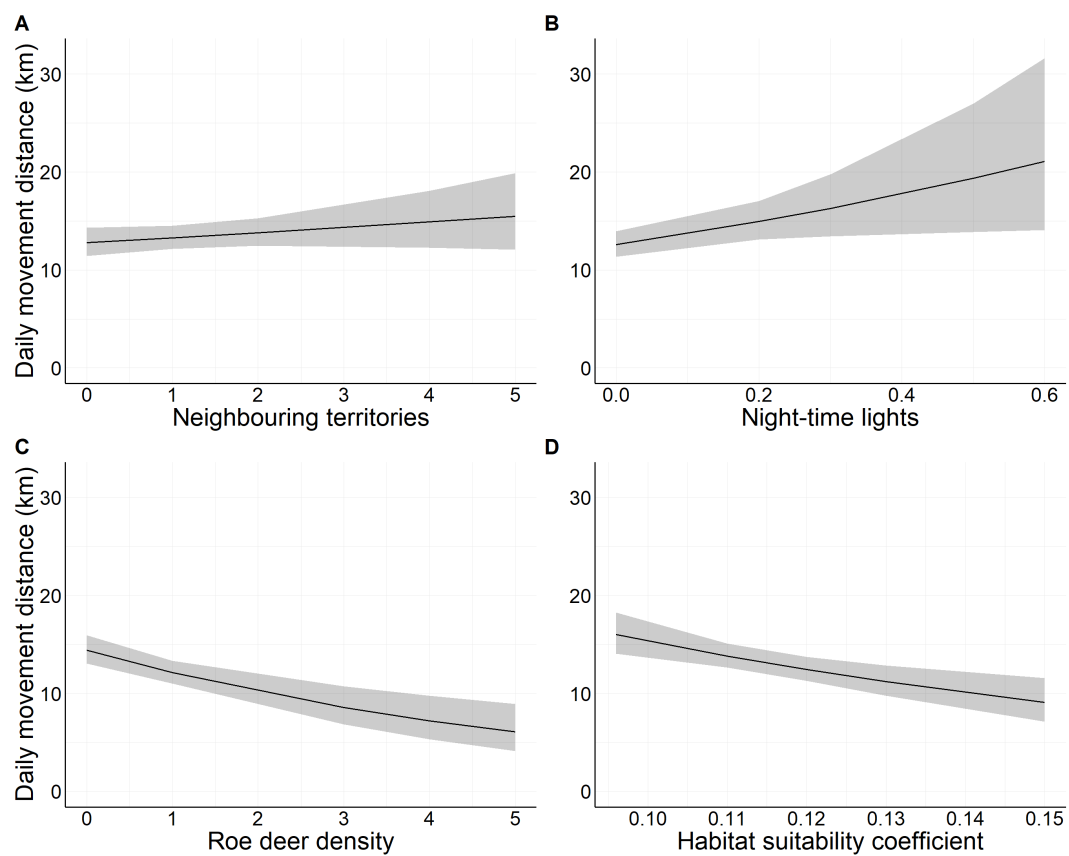 A
Daily movement distance (km)
30
20
10
0
0 1 2 3 4 5
Neighbouring territories
B
30
20
10
0
0.0 0.2 0.4 0.6
Night-time lights
C
Daily movement distance (km)
30
20
10
0
0 1 2 3 4 5
Roe deer density
D
30
20
10
0
0.10 0.11 0.12 0.13 0.14 0.15
Habitat suitability coefficient